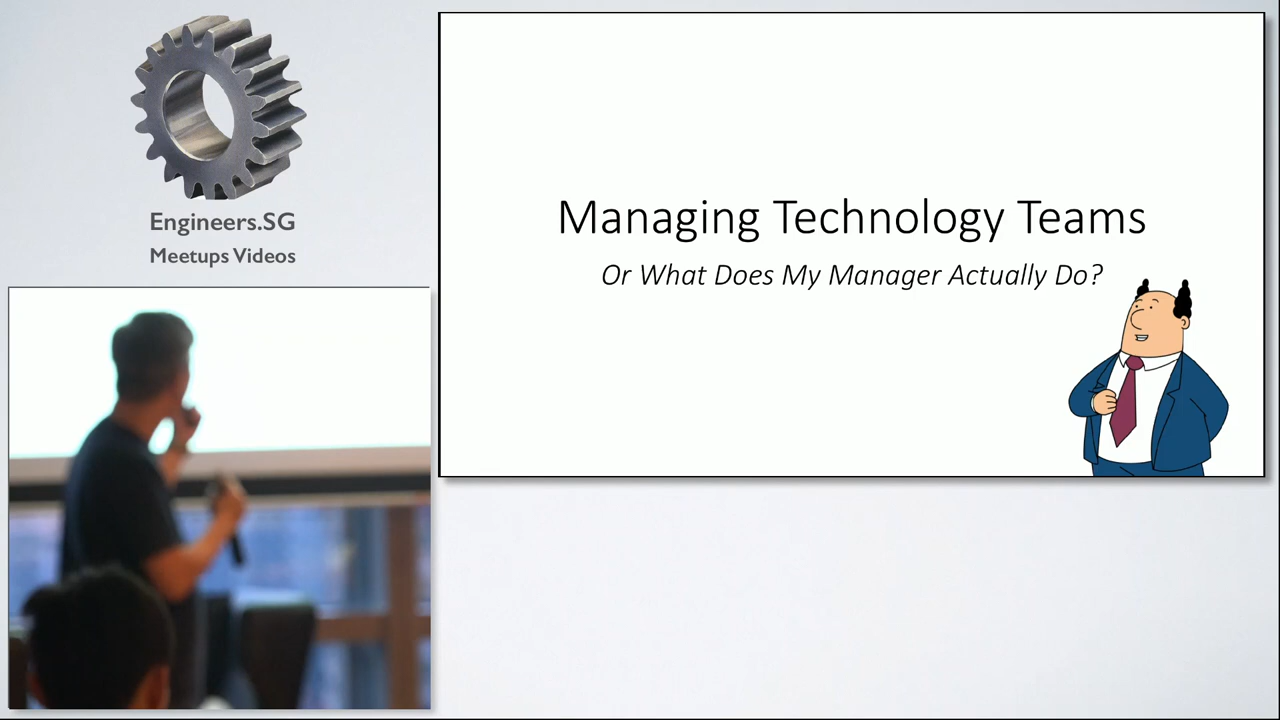 Engineers.SG
Meetups Videos
Managing Technology Teams
Or What Does My Manager Actually Do?